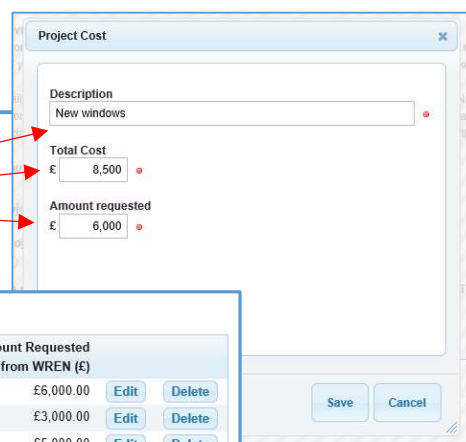 Project Cost
Description
New windows
Total Cost
£ 8,500
Amount requested
£ 6,000
Save Cancel
Requested
from WREN (£)
£6,000.00 Edit Delete
£3,000.00 Edit Delete